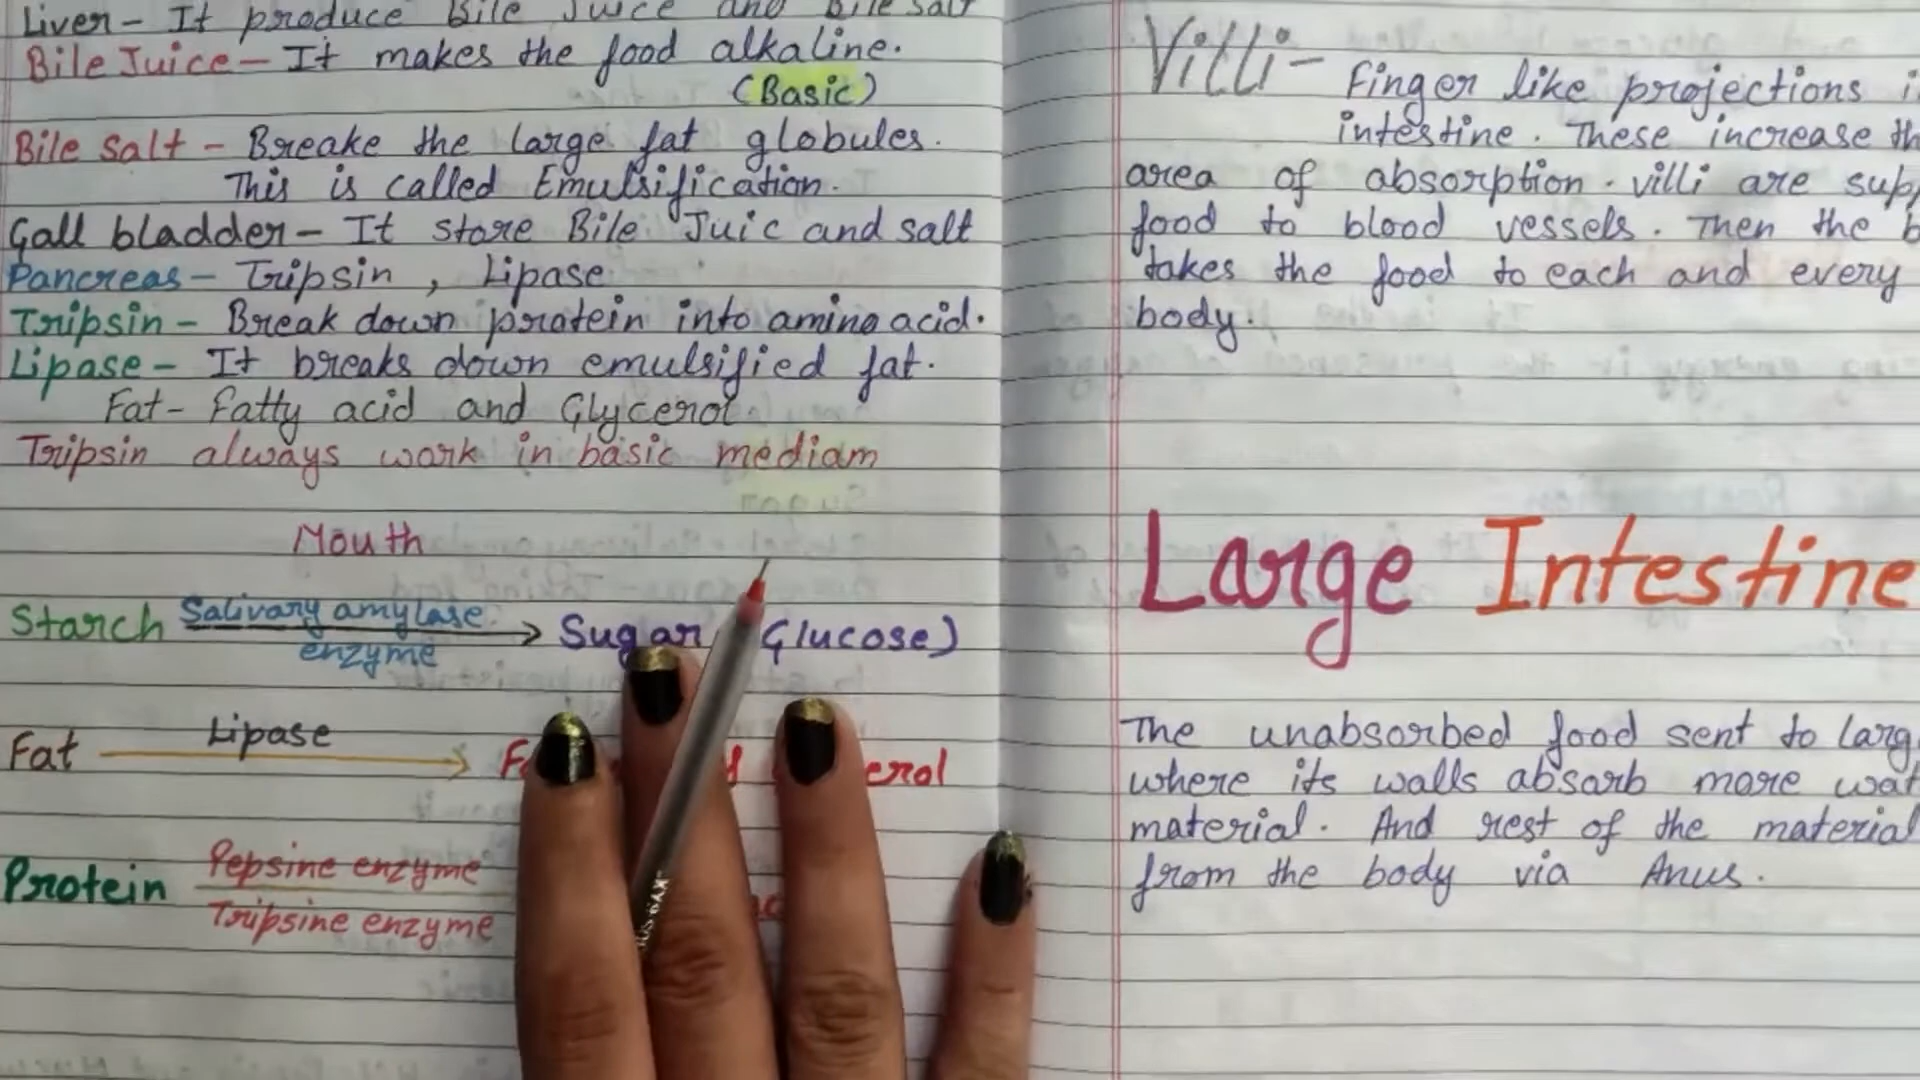 Liver - It produce Bile Juice and Bile salt
Bile Juice - It makes the food alkaline.
(Basic)
Bile salt - Breake the large fat globules.
This is called Emulsification.
Gall bladder - It store Bile Juic and salt
Pancreas - Tripsin , Lipase
Tripsin - Break down protein into amino acid.
Lipase - It breaks down emulsified fat.
Fat - Fatty acid and Glycerol
Tripsin always work in basic mediam
Mouth
Starch Salivary amylase → Sugar Glucose)
enzyme
Fat Lipase →
Protein Pepsine enzyme
Tripsine enzyme
Villi - Finger like projections
intestine. These increase
area of absorption. villi are
food to blood vessels. Then the
takes the food to each and every
body.
Large Intestine
The unabsorbed food sent to
where its walls absorb more
material. And rest of the material
from the body via Anus.